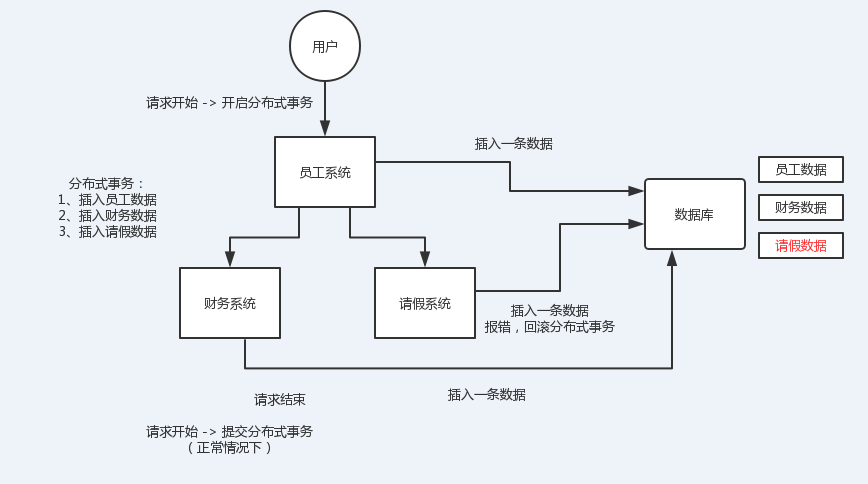 用户
请求开始 -> 开启分布式事务
插入一条数据
员工系统
员工数据
分布式事务：
1、插入员工数据
2、插入财务数据
3、插入请假数据
数据库
财务数据
请假数据
财务系统
请假系统
插入一条数据
报错，回滚分布式事务
请求结束
插入一条数据
请求开始 -> 提交分布式事务
（正常情况下）